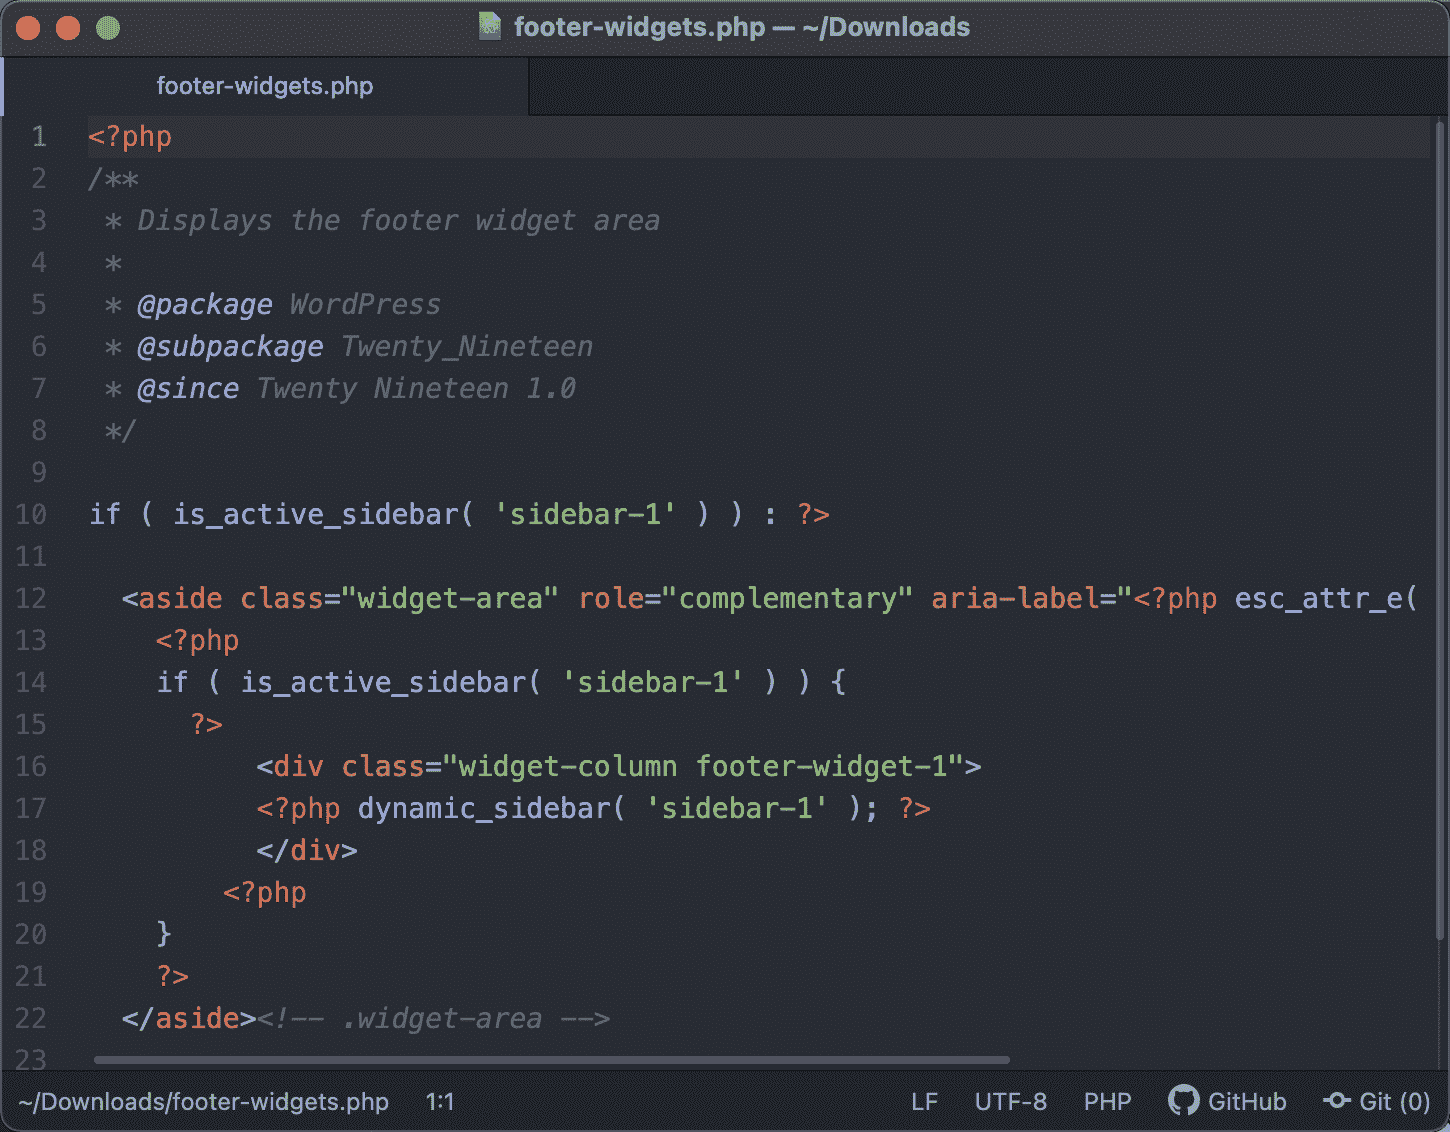 footer-widgets.php — ~/Downloads
footer-widgets.php
1 <?php
2 /**
3  * Displays the footer widget area
4  *
5  * @package WordPress
6  * @subpackage Twenty_Nineteen
7  * @since Twenty Nineteen 1.0
8  */
9
10 if ( is_active_sidebar( 'sidebar-1' ) ) : ?>
11
12   <aside class="widget-area" role="complementary" aria-label="<?php esc_attr_e(
13     <?php
14     if ( is_active_sidebar( 'sidebar-1' ) ) {
15       ?>
16           <div class="widget-column footer-widget-1">
17           <?php dynamic_sidebar( 'sidebar-1' ); ?>
18           </div>
19         <?php
20     }
21     ?>
22   </aside><!-- .widget-area -->
23
~/Downloads/footer-widgets.php 1:1 LF UTF-8 PHP GitHub Git (0)